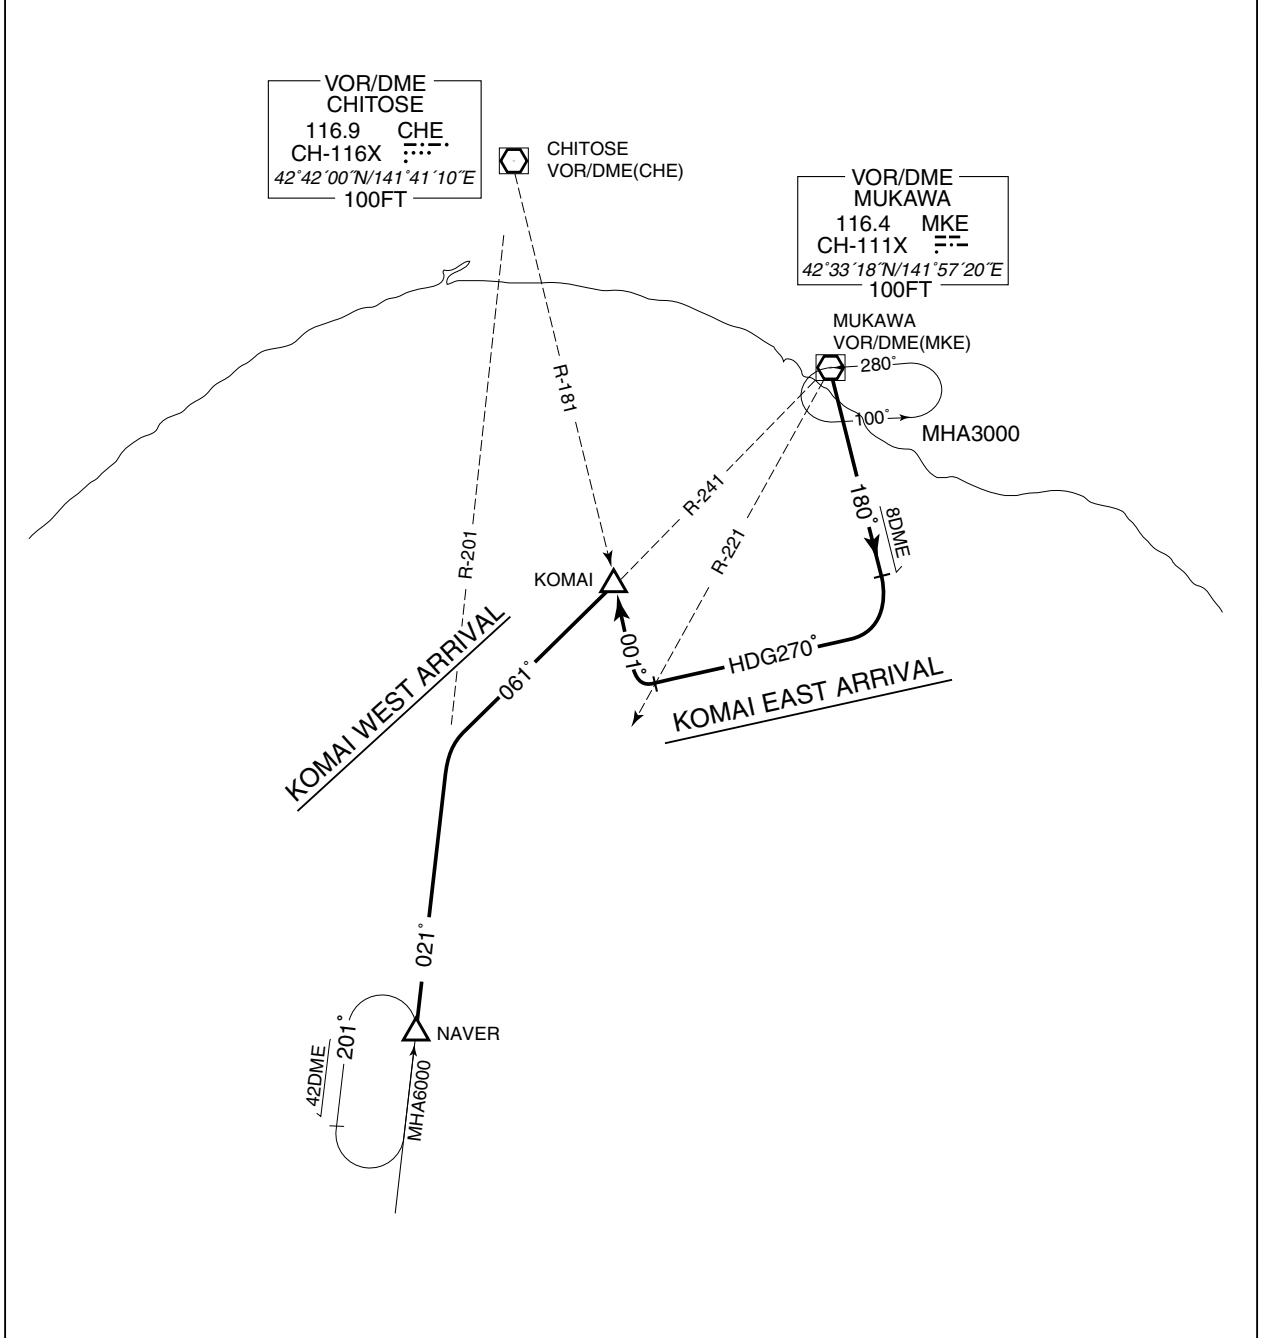 VOR/DME
CHITOSE
116.9 CHE
CH-116X
42°42′00″N/141°41′10″E
100FT
CHITOSE
VOR/DME(CHE)
VOR/DME
MUKAWA
116.4 MKE
CH-111X
42°33′18″N/141°57′20″E
100FT
MUKAWA
VOR/DME(MKE)
280°
100°
MHA3000
R-181
R-241
180°
8DME
R-221
R-201
KOMAI
001°
HDG270°
KOMAI EAST ARRIVAL
061°
KOMAI WEST ARRIVAL
021°
201°
NAVER
42DME
MHA6000